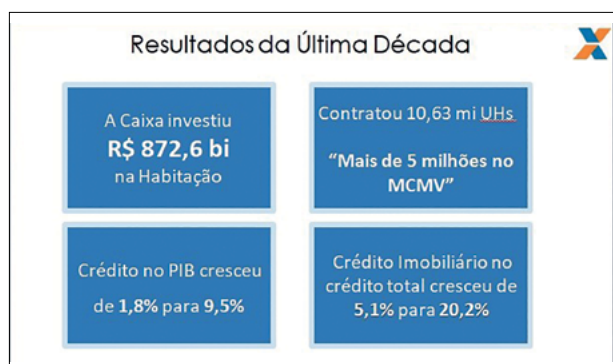 Resultados da Última Década
A Caixa investiu
R$ 872,6 bi
na Habitação
Contratou 10,63 mi UHs
“Mais de 5 milhões no
MCMV”
Crédito no PIB cresceu
de 1,8% para 9,5%
Crédito Imobiliário no
crédito total cresceu de
5,1% para 20,2%